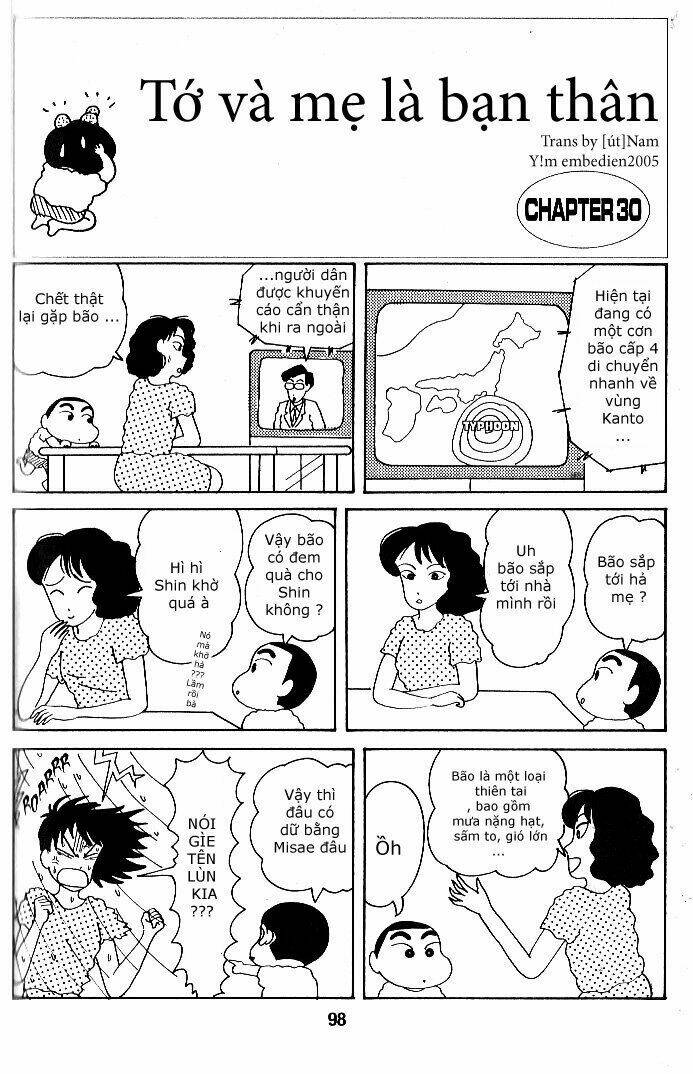 Tớ và mẹ là bạn thân
Trans by [út]Nam
Y!m embedien2005
CHAPTER 30
Hiện tại
đang có
một cơn
bão cấp 4
di chuyển
nhanh về
vùng
Kanto
...
TYPHOON
...người dân
được khuyến
cáo cẩn thận
khi ra ngoài
Chết thật
lại gặp bão ...
Bão sắp
tới hả
mẹ ?
Uh
bão sắp
tới nhà
mình rồi
Vậy bão
có đem
quà cho
Shin
không ?
Hì hì
Shin khờ
quá à
Nó
mà
khờ
hả
???
Lầm
rồi
bà
Bão là một loại
thiên tai
, bao gồm
mưa nặng hạt,
sấm to, gió lớn
...
Ồh
Vậy thì
đâu có
dữ bằng
Misae đâu
NÓI
GÌE
TÊN
LÙN
KIA
???
ROARRR
98